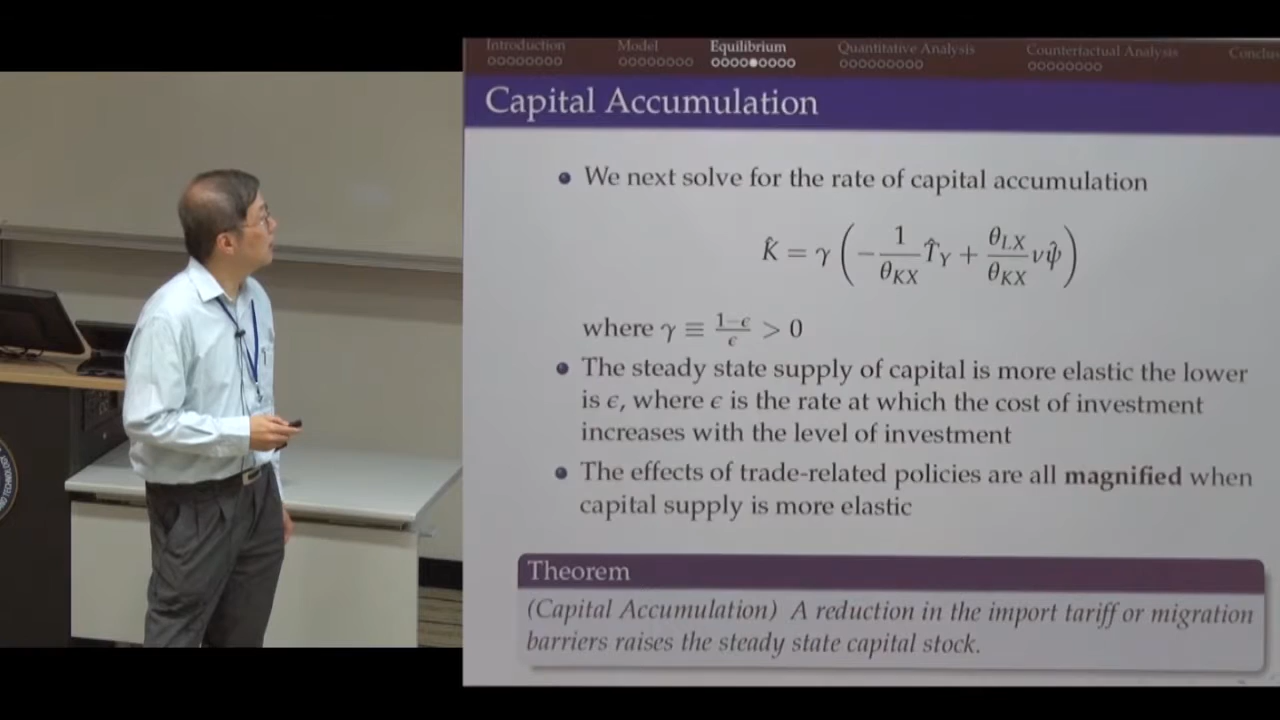 Introduction Model Equilibrium Quantitative Analysis Counterfactual Analysis
Capital Accumulation
We next solve for the rate of capital accumulation
K̂ = γ ( − 1/θ_KX T̂_Y + θ_LX/θ_KX νψ̂ )
where γ ≡ (1−ϵ)/ϵ > 0
The steady state supply of capital is more elastic the lower
is ϵ, where ϵ is the rate at which the cost of investment
increases with the level of investment
The effects of trade-related policies are all magnified when
capital supply is more elastic
Theorem
(Capital Accumulation) A reduction in the import tariff or migration
barriers raises the steady state capital stock.